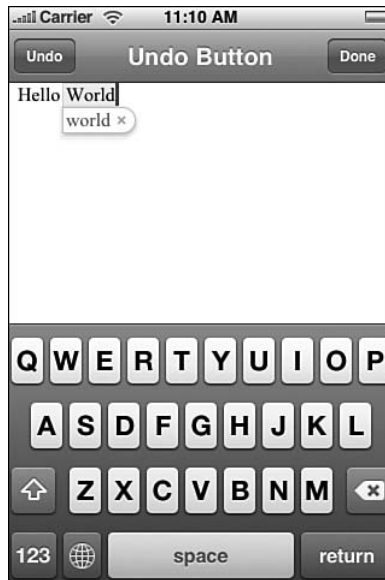 Carrier 11:10 AM
Undo Undo Button Done
Hello World
world ×
Q W E R T Y U I O P
A S D F G H J K L
Z X C V B N M
123 space return